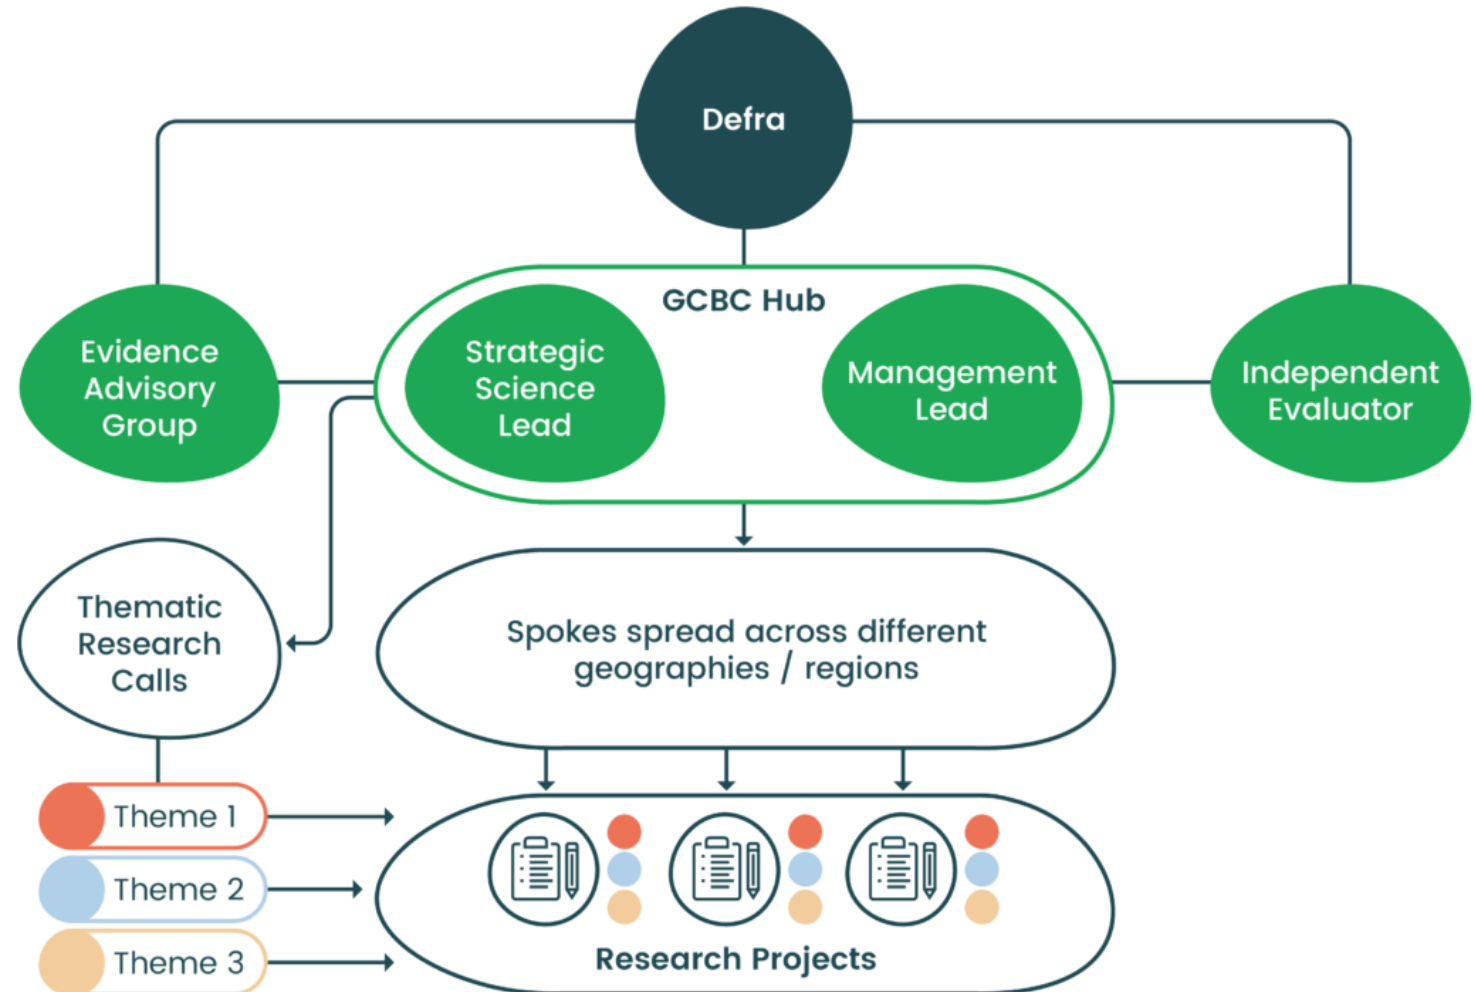 Defra
GCBC Hub
Evidence
Advisory
Group
Strategic
Science
Lead
Management
Lead
Independent
Evaluator
Thematic
Research
Calls
Spokes spread across different
geographies / regions
Theme 1
Theme 2
Theme 3
Research Projects